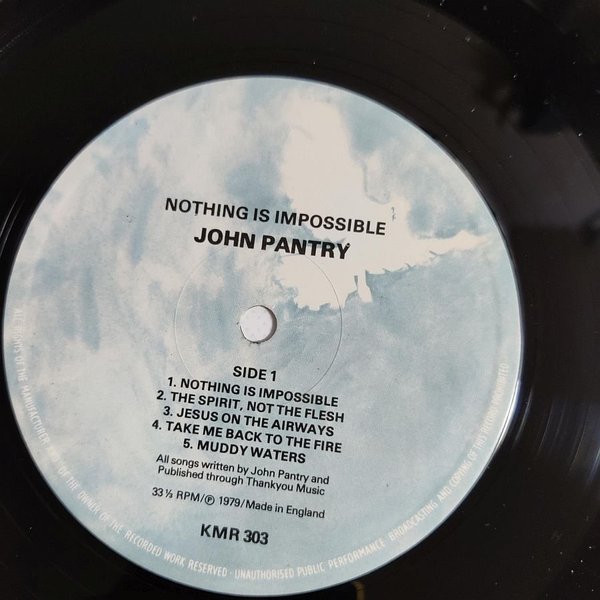 NOTHING IS IMPOSSIBLE
JOHN PANTRY
SIDE 1
1. NOTHING IS IMPOSSIBLE
2. THE SPIRIT, NOT THE FLESH
3. JESUS ON THE AIRWAYS
4. TAKE ME BACK TO THE FIRE
5. MUDDY WATERS
All songs written by John Pantry and
Published through Thankyou Music
33⅓ RPM/℗ 1979/Made in England
KMR 303
ALL RIGHTS OF THE MANUFACTURER AND OF THE OWNER OF THE RECORDED WORK RESERVED · UNAUTHORISED PUBLIC PERFORMANCE BROADCASTING AND COPYING OF THIS RECORD PROHIBITED